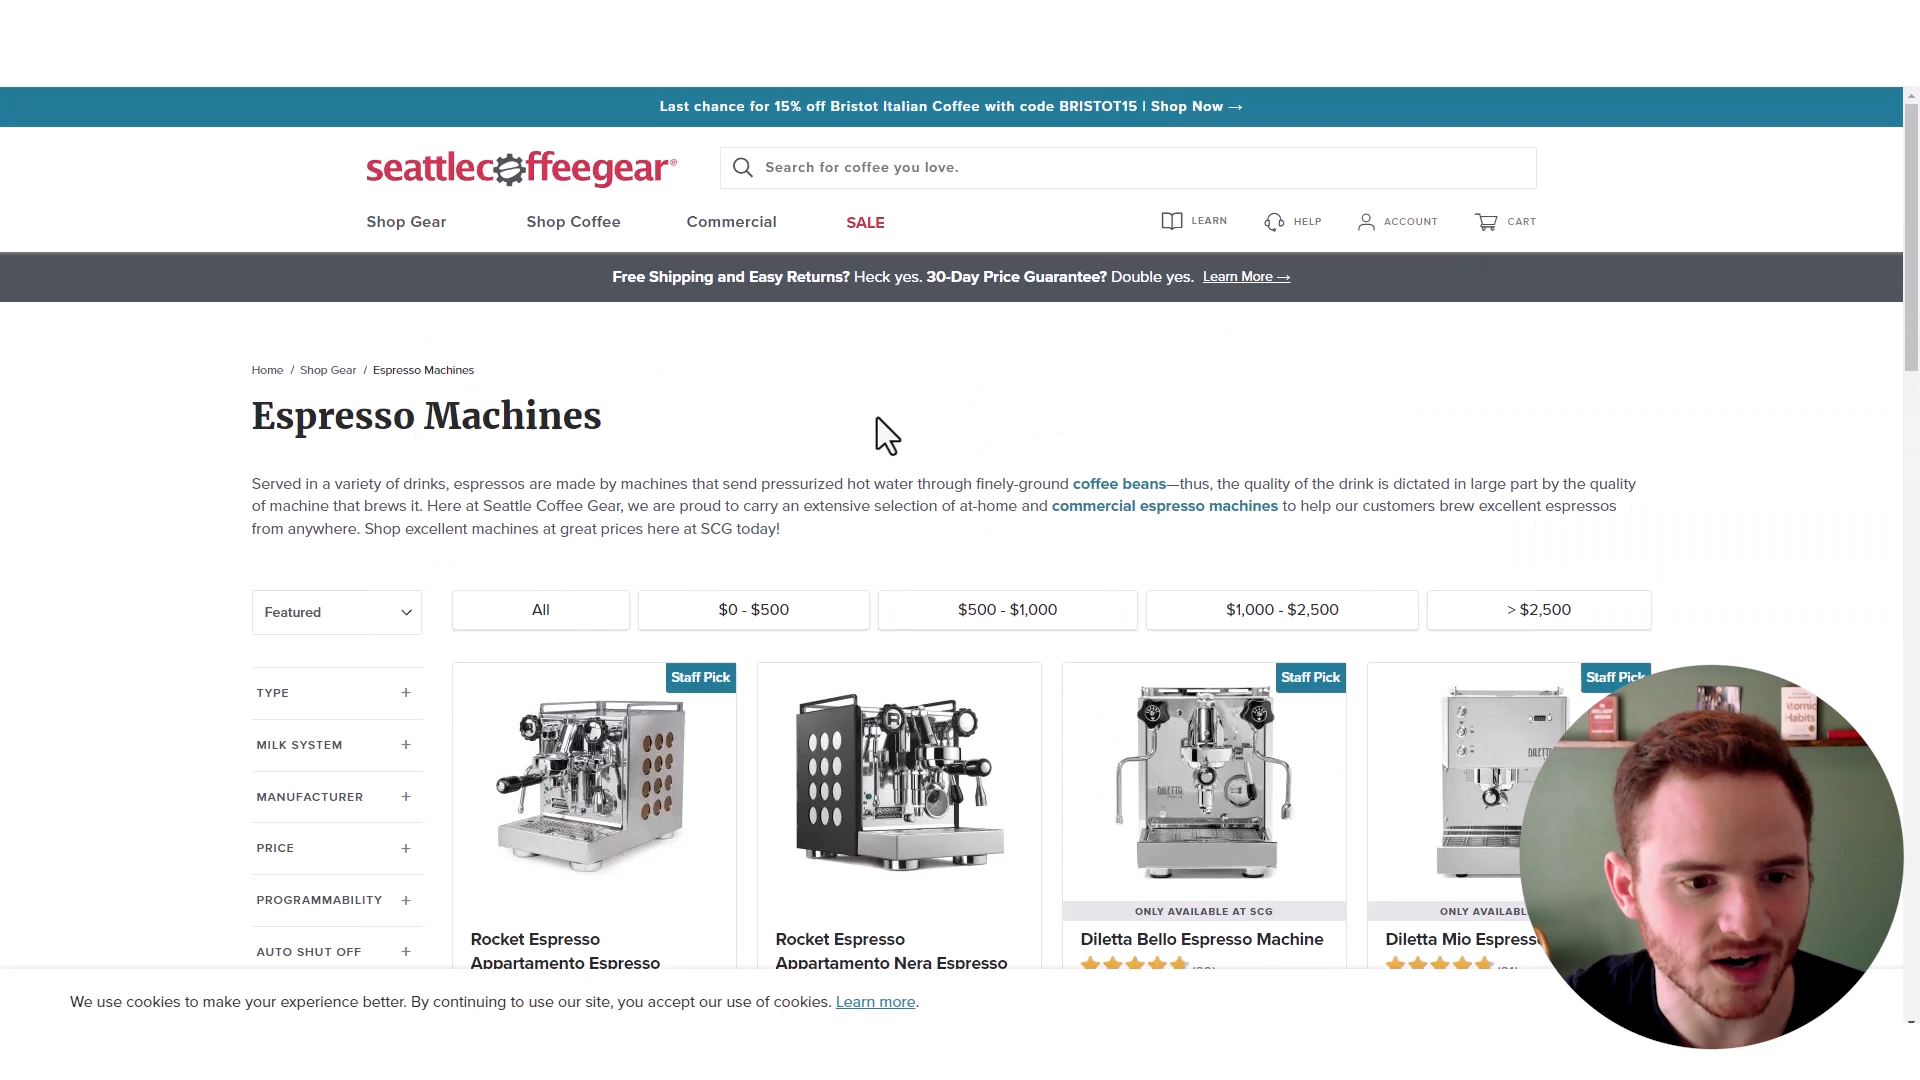 Last chance for 15% off Bristot Italian Coffee with code BRISTOT15 | Shop Now →
seattlecoffeegear®
Search for coffee you love.
Shop Gear
Shop Coffee
Commercial
SALE
LEARN
HELP
ACCOUNT
CART
Free Shipping and Easy Returns? Heck yes. 30-Day Price Guarantee? Double yes. Learn More →
Home / Shop Gear / Espresso Machines
Espresso Machines
Served in a variety of drinks, espressos are made by machines that send pressurized hot water through finely-ground coffee beans—thus, the quality of the drink is dictated in large part by the quality
of machine that brews it. Here at Seattle Coffee Gear, we are proud to carry an extensive selection of at-home and commercial espresso machines to help our customers brew excellent espressos
from anywhere. Shop excellent machines at great prices here at SCG today!
Featured
All
$0 - $500
$500 - $1,000
$1,000 - $2,500
> $2,500
TYPE +
MILK SYSTEM +
MANUFACTURER +
PRICE +
PROGRAMMABILITY +
AUTO SHUT OFF +
Staff Pick
Rocket Espresso
Appartamento Espresso
Rocket Espresso
Appartamento Nera Espresso
Staff Pick
DILETTA
ONLY AVAILABLE AT SCG
Diletta Bello Espresso Machine
Staff Pick
ONLY AVAILABL
Diletta Mio Espress
Atomic
Habits
We use cookies to make your experience better. By continuing to use our site, you accept our use of cookies. Learn more.